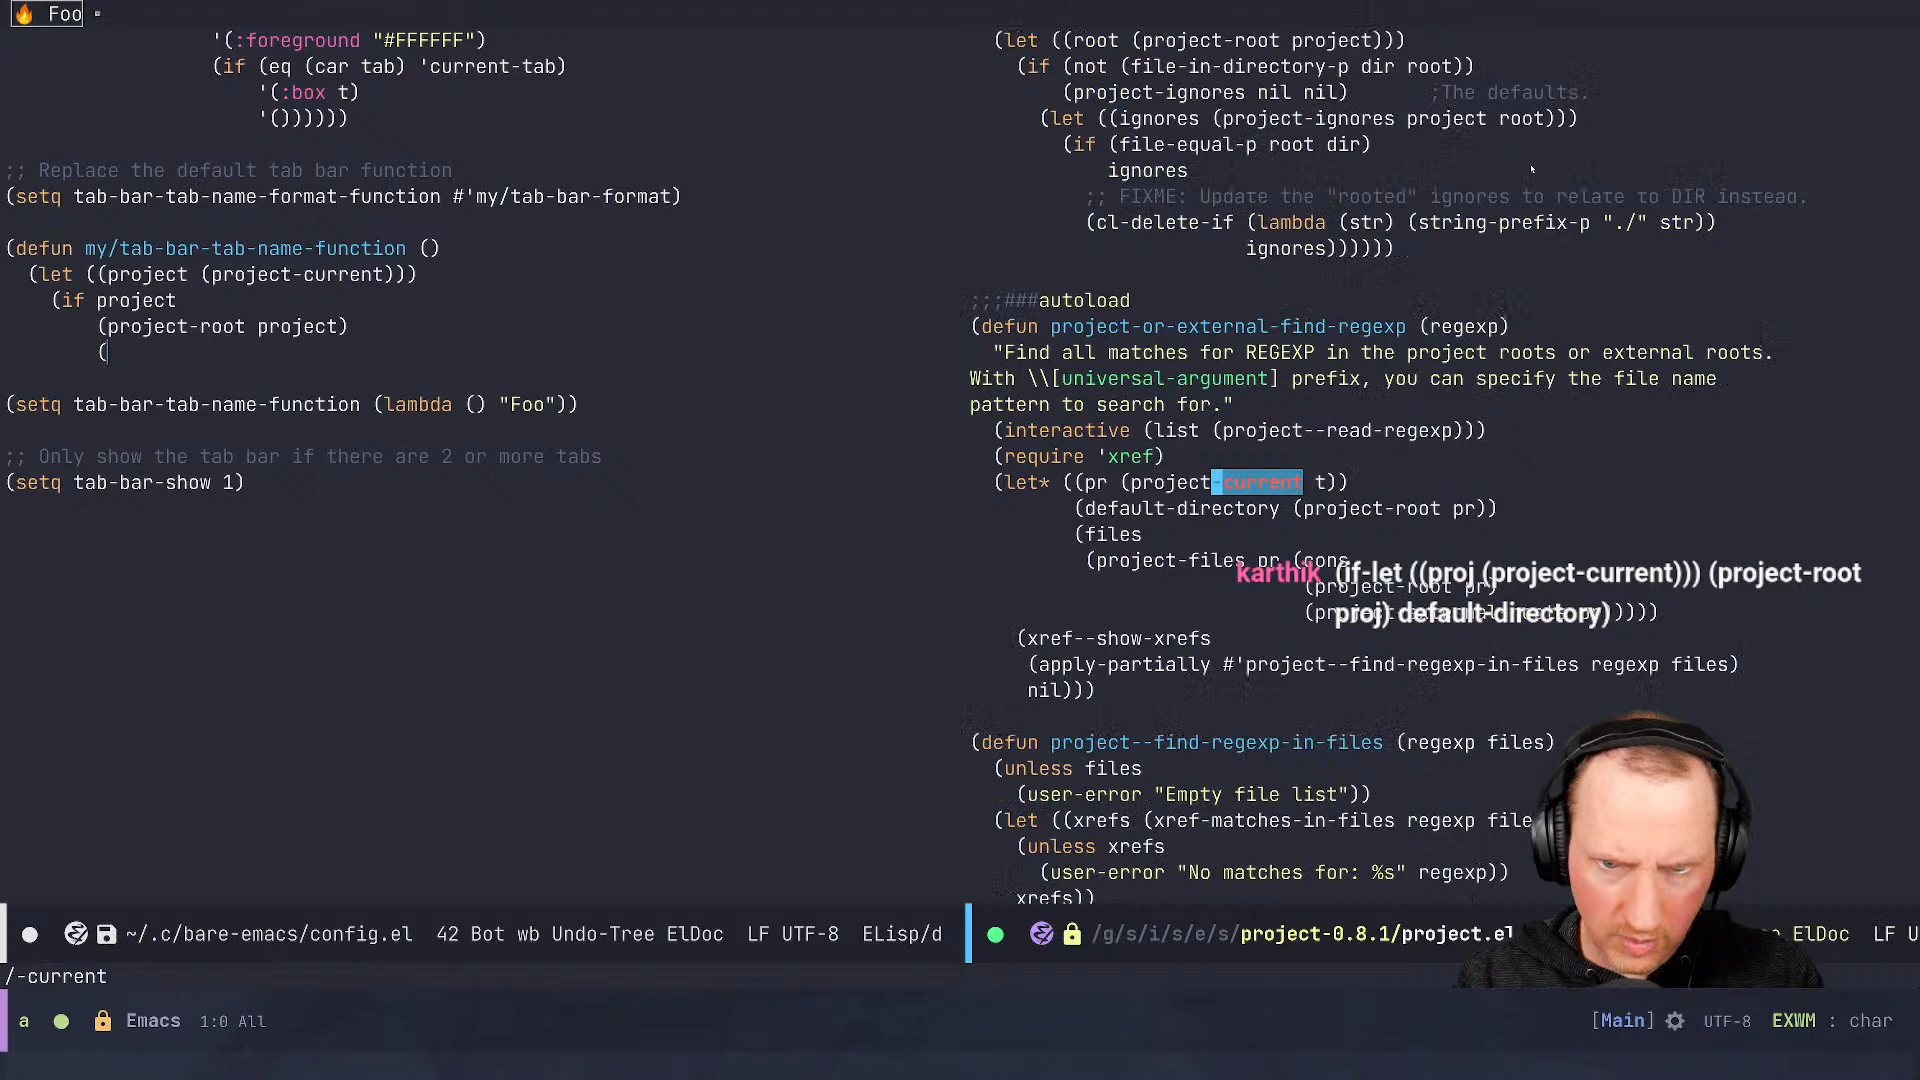 🔥 Foo
'(:foreground "#FFFFFF")
(if (eq (car tab) 'current-tab)
'(:box t)
'())))))
;; Replace the default tab bar function
(setq tab-bar-tab-name-format-function #'my/tab-bar-format)
(defun my/tab-bar-tab-name-function ()
(let ((project (project-current)))
(if project
(project-root project)
(
(setq tab-bar-tab-name-function (lambda () "Foo"))
;; Only show the tab bar if there are 2 or more tabs
(setq tab-bar-show 1)
~/.c/bare-emacs/config.el 42 Bot wb Undo-Tree ElDoc LF UTF-8 ELisp/d
(let ((root (project-root project)))
(if (not (file-in-directory-p dir root))
(project-ignores nil nil) ;The defaults.
(let ((ignores (project-ignores project root)))
(if (file-equal-p root dir)
ignores
;; FIXME: Update the "rooted" ignores to relate to DIR instead.
(cl-delete-if (lambda (str) (string-prefix-p "./" str))
ignores))))))
;;;###autoload
(defun project-or-external-find-regexp (regexp)
"Find all matches for REGEXP in the project roots or external roots.
With \\[universal-argument] prefix, you can specify the file name
pattern to search for."
(interactive (list (project--read-regexp)))
(require 'xref)
(let* ((pr (project-current t))
(default-directory (project-root pr))
(files
(project-files pr (cons
(project-root pr)
karthik (if-let ((proj (project-current))) (project-root
proj) default-directory)
(xref--show-xrefs
(apply-partially #'project--find-regexp-in-files regexp files)
nil)))
(defun project--find-regexp-in-files (regexp files)
(unless files
(user-error "Empty file list"))
(let ((xrefs (xref-matches-in-files regexp file
(unless xrefs
(user-error "No matches for: %s" regexp))
xrefs))
/g/s/i/s/e/s/project-0.8.1/project.el ElDoc LF U
/-current
a Emacs 1:0 All [Main] UTF-8 EXWM : char